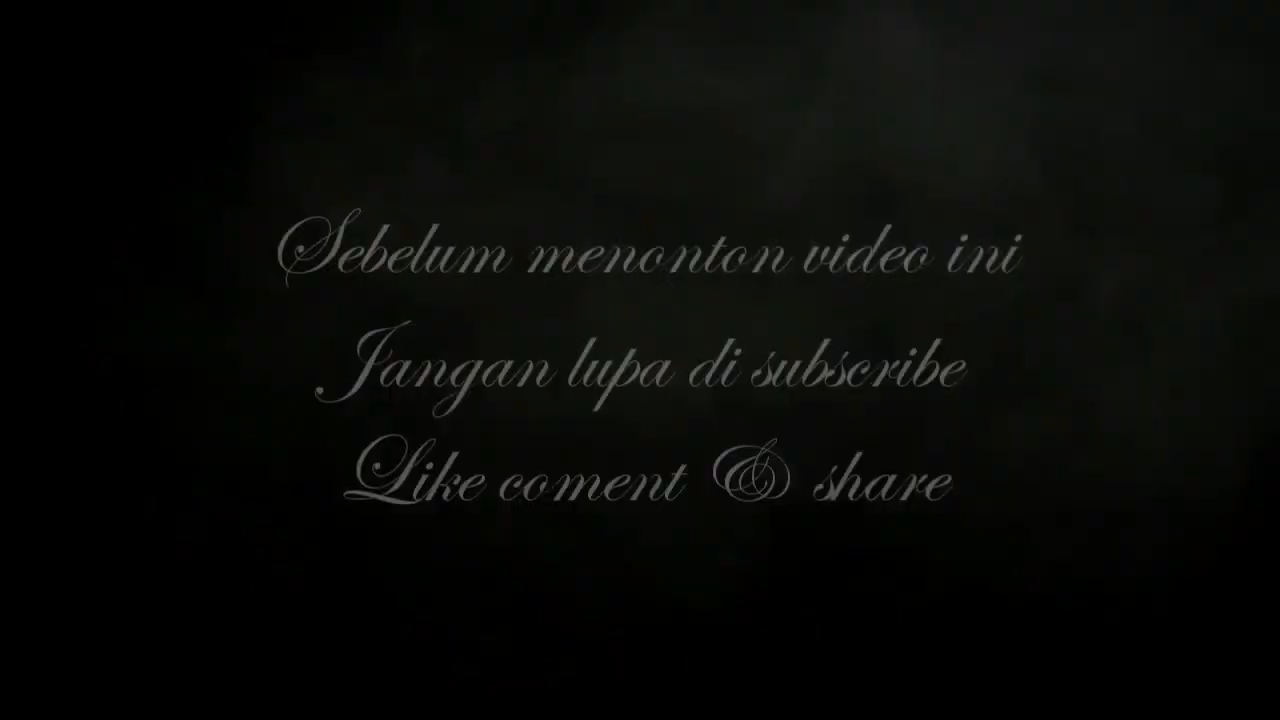 Sebelum menonton video ini
Jangan lupa di subscribe
Like coment & share